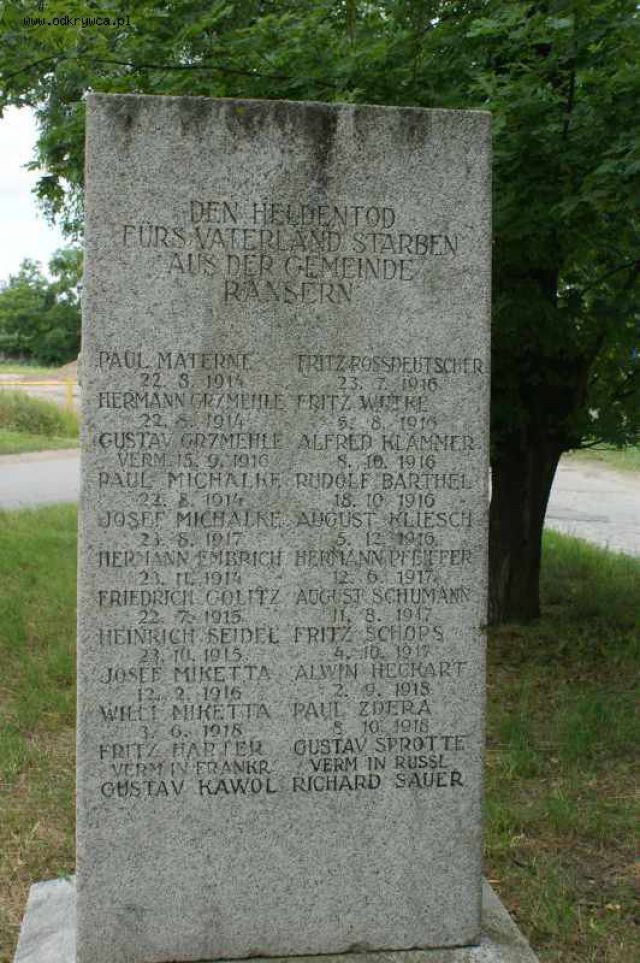 www.odkrywca.pl
DEN HELDENTOD
FÜRS VATERLAND STARBEN
AUS DER GEMEINDE
RANSERN
PAUL MATERNE
22. 8. 1914
HERMANN GRZMEHLE
22. 8. 1914
GUSTAV GRZMEHLE
VERM. 15. 9. 1916
PAUL MICHALKE
22. 8. 1914
JOSEF MICHALKE
23. 8. 1917
HERMANN EMBRICH
23. 11. 1914
FRIEDRICH GOLITZ
22. 7. 1915
HEINRICH SEIDEL
23. 10. 1915
JOSEF MIKETTA
12. 2. 1916
WILLI MIKETTA
3. 6. 1918
FRITZ HARTER
VERM IN FRANKR
GUSTAV KAWOL
FRITZ ROSSDEUTSCHER
23. 7. 1916
FRITZ WUTKE
5. 8. 1916
ALFRED KLAMMER
8. 10. 1916
RUDOLF BARTHEL
18. 10. 1916
AUGUST KLIESCH
5. 12. 1916
HERMANN PFEIFFER
12. 6. 1917
AUGUST SCHUMANN
11. 8. 1917
FRITZ SCHÖPS
4. 10. 1917
ALWIN HECKART
2. 9. 1918
PAUL ZDERA
8. 10. 1918
GUSTAV SPROTTE
VERM IN RUSSL
RICHARD SAUER